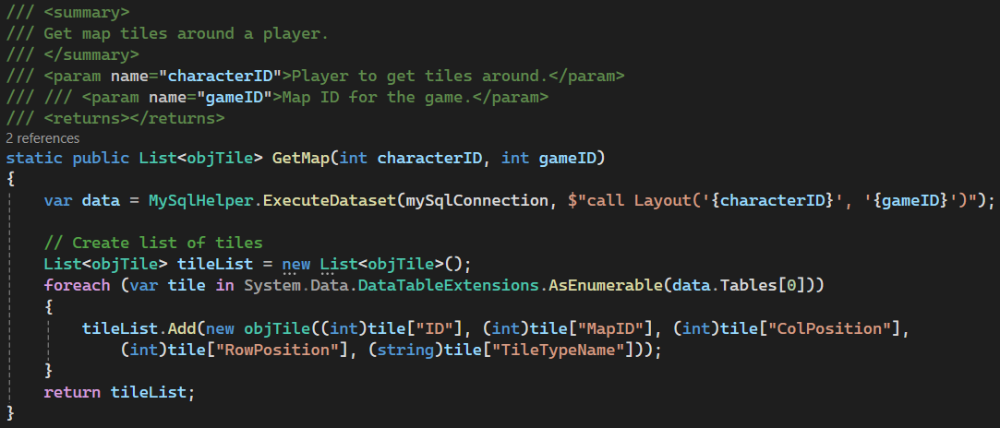 /// <summary>
/// Get map tiles around a player.
/// </summary>
/// <param name="characterID">Player to get tiles around.</param>
/// /// <param name="gameID">Map ID for the game.</param>
/// <returns></returns>
2 references
static public List<objTile> GetMap(int characterID, int gameID)
{
    var data = MySqlHelper.ExecuteDataset(mySqlConnection, $"call Layout('{characterID}', '{gameID}')");
    // Create list of tiles
    List<objTile> tileList = new List<objTile>();
    foreach (var tile in System.Data.DataTableExtensions.AsEnumerable(data.Tables[0]))
    {
        tileList.Add(new objTile((int)tile["ID"], (int)tile["MapID"], (int)tile["ColPosition"],
            (int)tile["RowPosition"], (string)tile["TileTypeName"]));
    }
    return tileList;
}